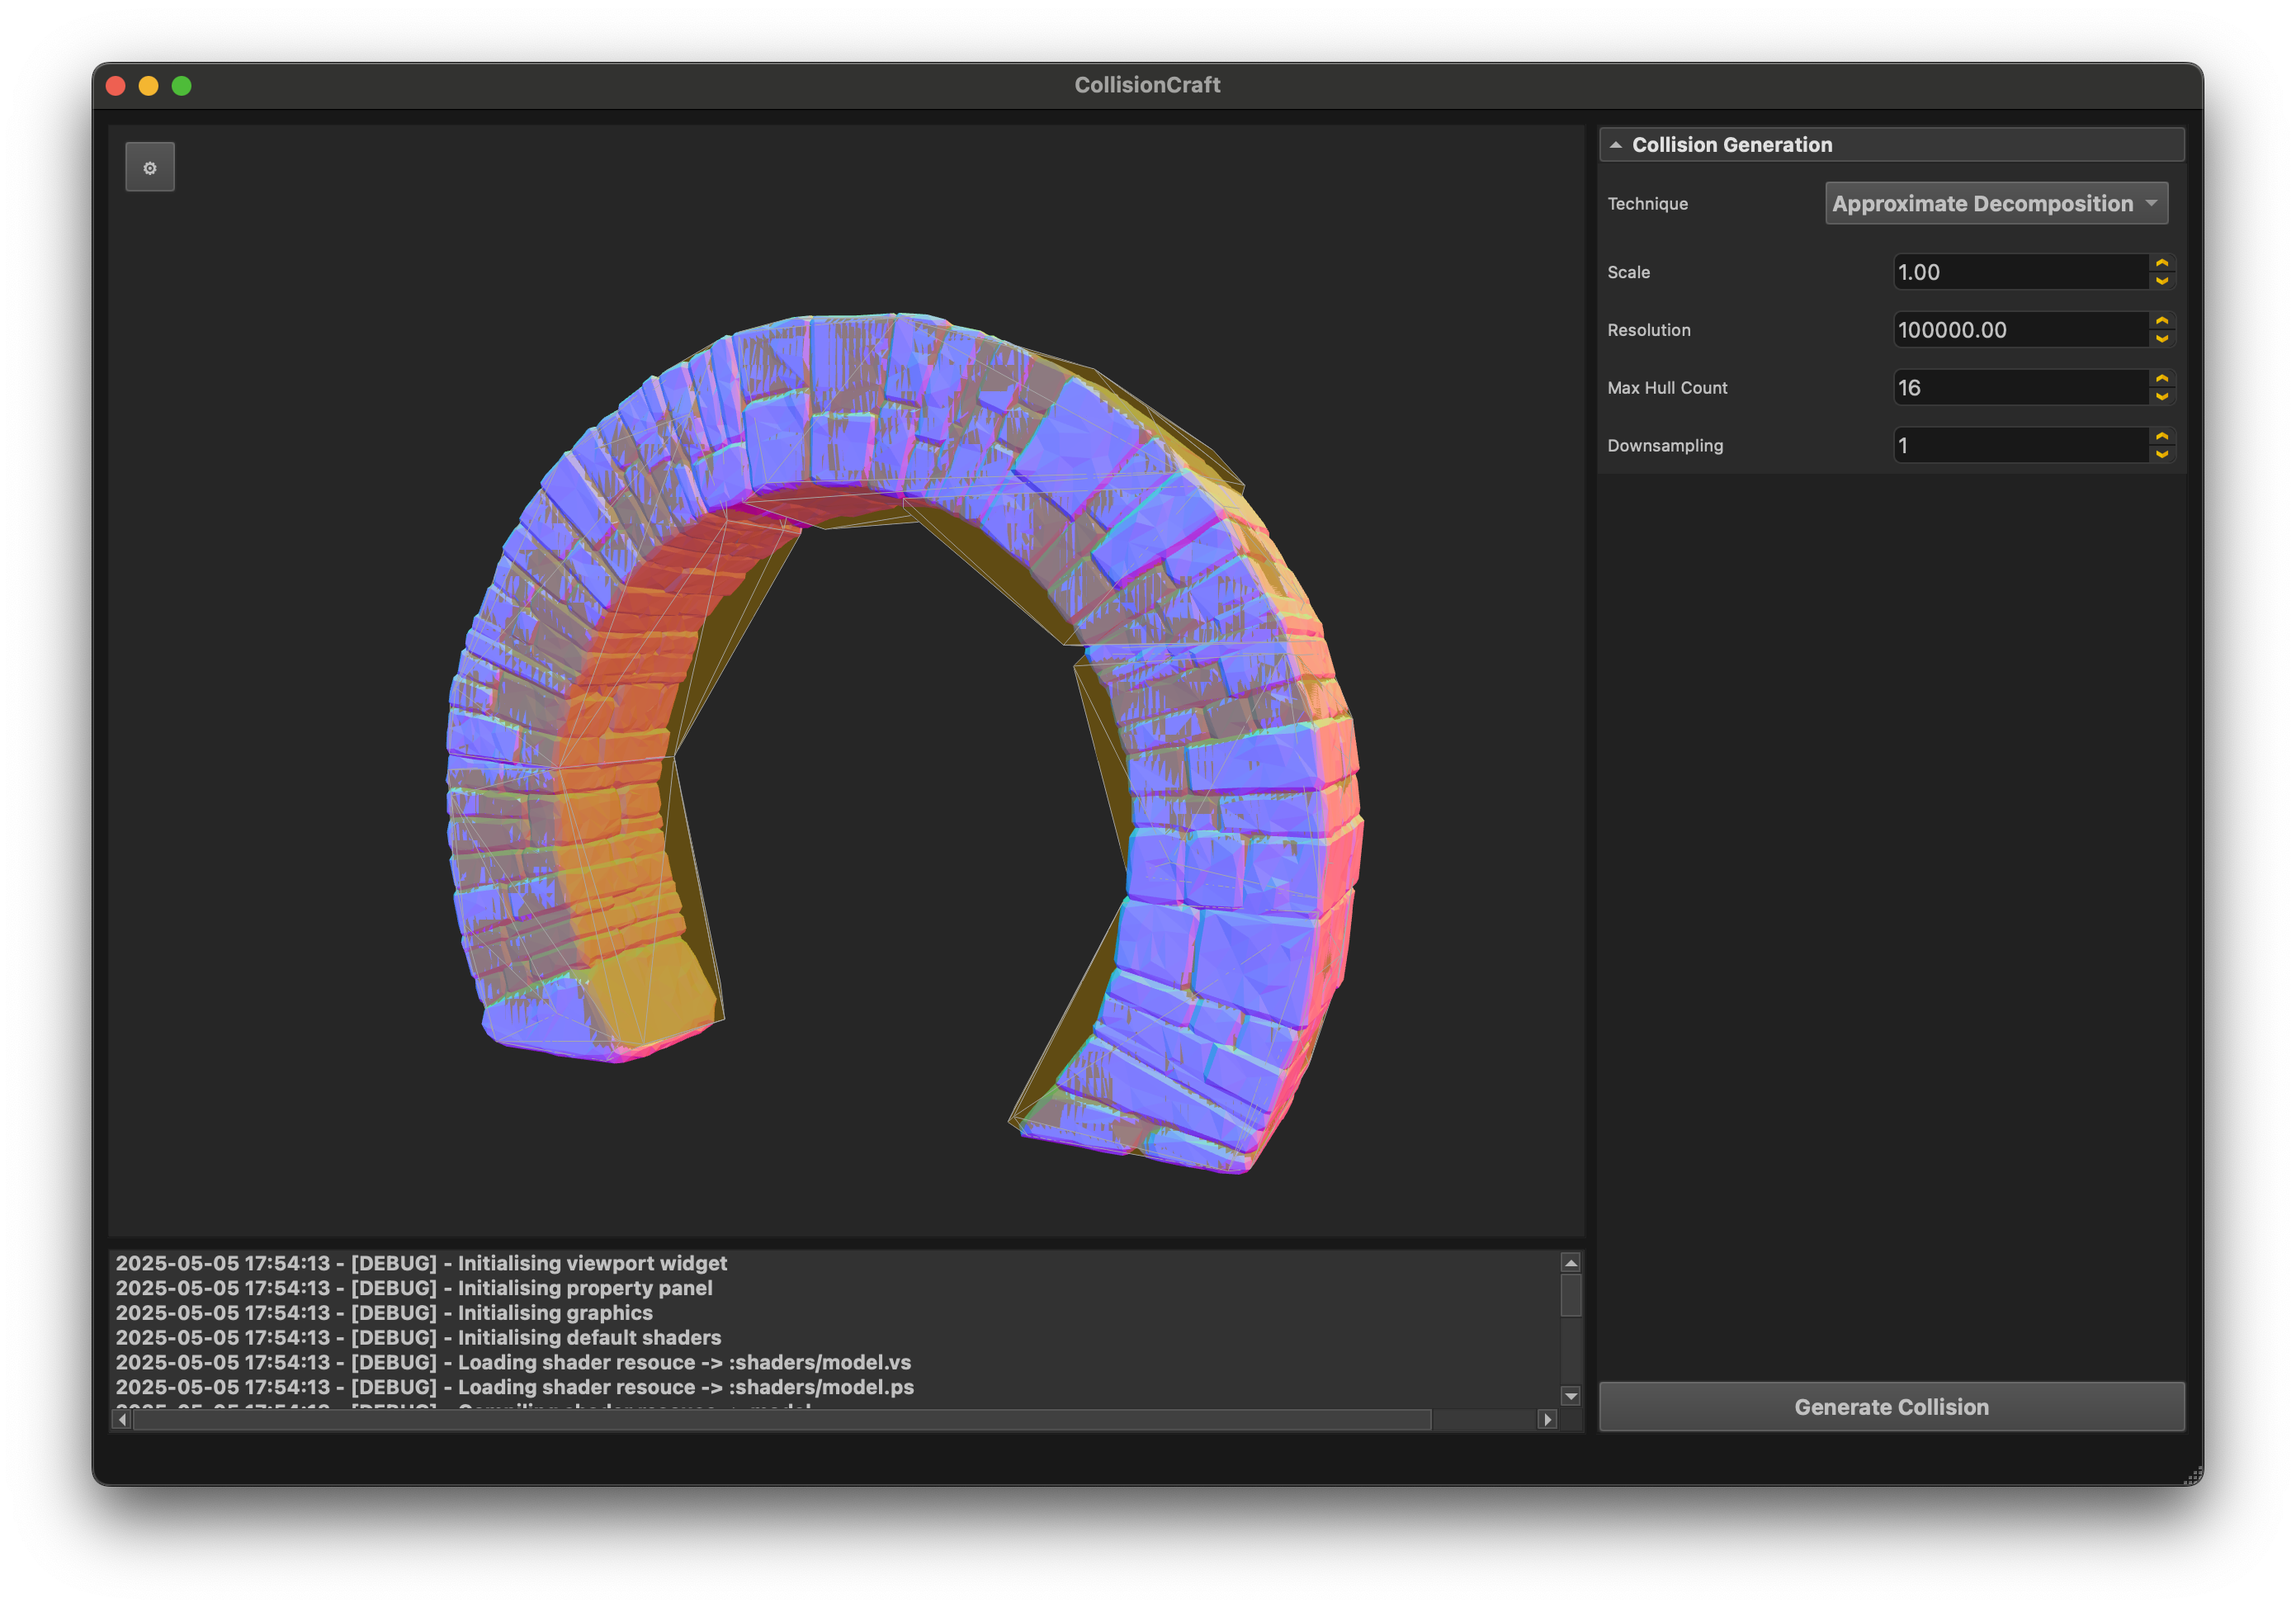 CollisionCraft
Collision Generation
Technique
Approximate Decomposition
Scale
1.00
Resolution
100000.00
Max Hull Count
16
Downsampling
1
2025-05-05 17:54:13 - [DEBUG] - Initialising viewport widget
2025-05-05 17:54:13 - [DEBUG] - Initialising property panel
2025-05-05 17:54:13 - [DEBUG] - Initialising graphics
2025-05-05 17:54:13 - [DEBUG] - Initialising default shaders
2025-05-05 17:54:13 - [DEBUG] - Loading shader resouce -> :shaders/model.vs
2025-05-05 17:54:13 - [DEBUG] - Loading shader resouce -> :shaders/model.ps
Generate Collision